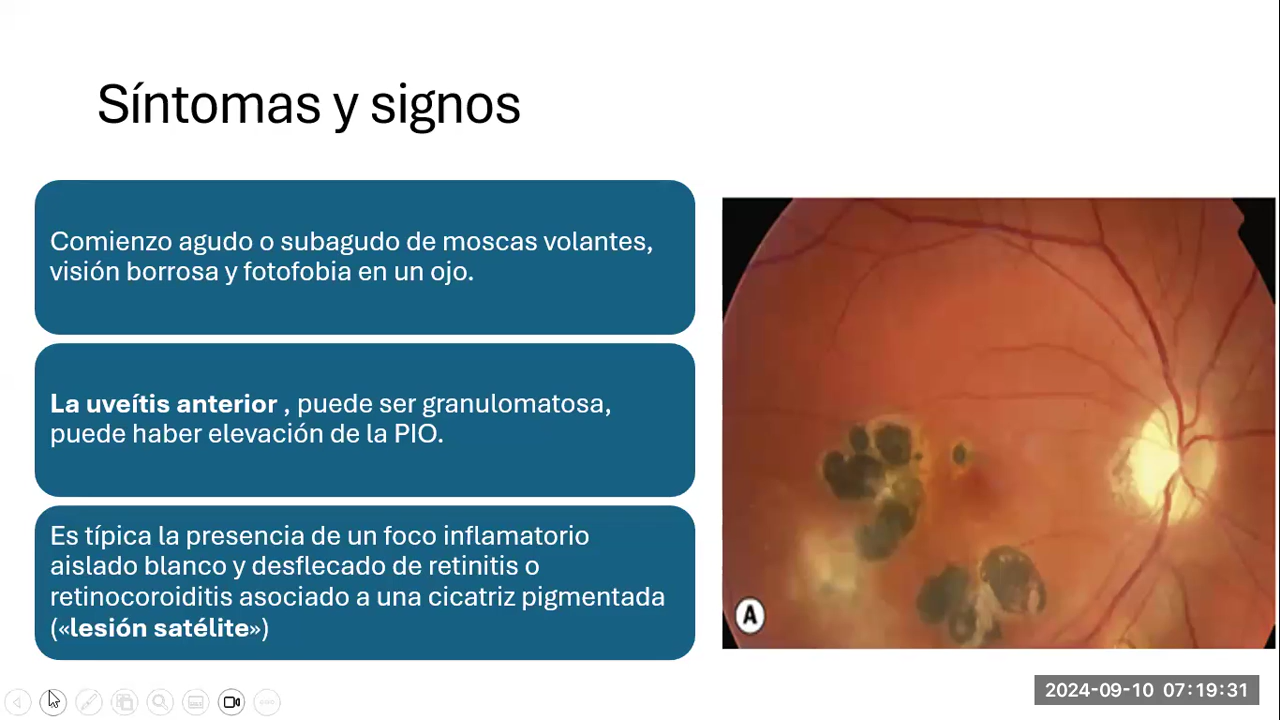 Síntomas y signos
Comienzo agudo o subagudo de moscas volantes,
visión borrosa y fotofobia en un ojo.
La uveítis anterior , puede ser granulomatosa,
puede haber elevación de la PIO.
Es típica la presencia de un foco inflamatorio
aislado blanco y desflecado de retinitis o
retinocoroiditis asociado a una cicatriz pigmentada
(«lesión satélite»)
A
2024-09-10 07:19:31